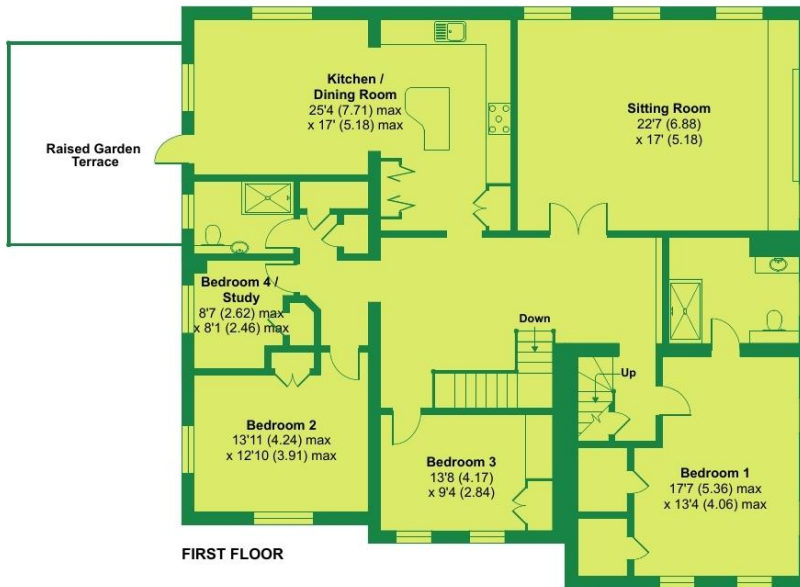 Kitchen /
Dining Room
25'4 (7.71) max
x 17' (5.18) max
Sitting Room
22'7 (6.88)
x 17' (5.18)
Raised Garden
Terrace
Bedroom 4 /
Study
8'7 (2.62) max
x 8'1 (2.46) max
Down
Up
Bedroom 2
13'11 (4.24) max
x 12'10 (3.91) max
Bedroom 3
13'8 (4.17)
x 9'4 (2.84)
Bedroom 1
17'7 (5.36) max
x 13'4 (4.06) max
FIRST FLOOR